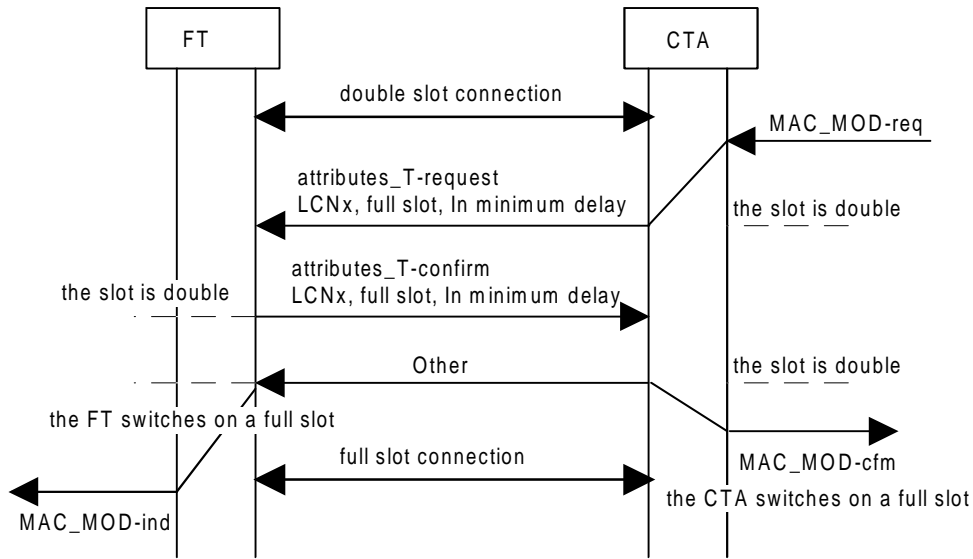 FT
CTA
double slot connection
MAC_MOD-req
attributes_T-request
LCNx, full slot, In minimum delay
the slot is double
attributes_T-confirm
LCNx, full slot, In minimum delay
the slot is double
Other
the slot is double
the FT switches on a full slot
full slot connection
MAC_MOD-cfm
the CTA switches on a full slot
MAC_MOD-ind